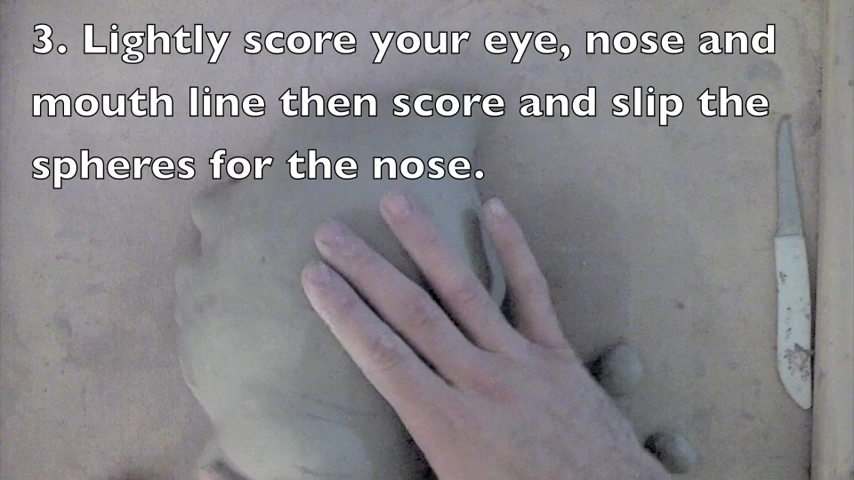 3. Lightly score your eye, nose and
mouth line then score and slip the
spheres for the nose.